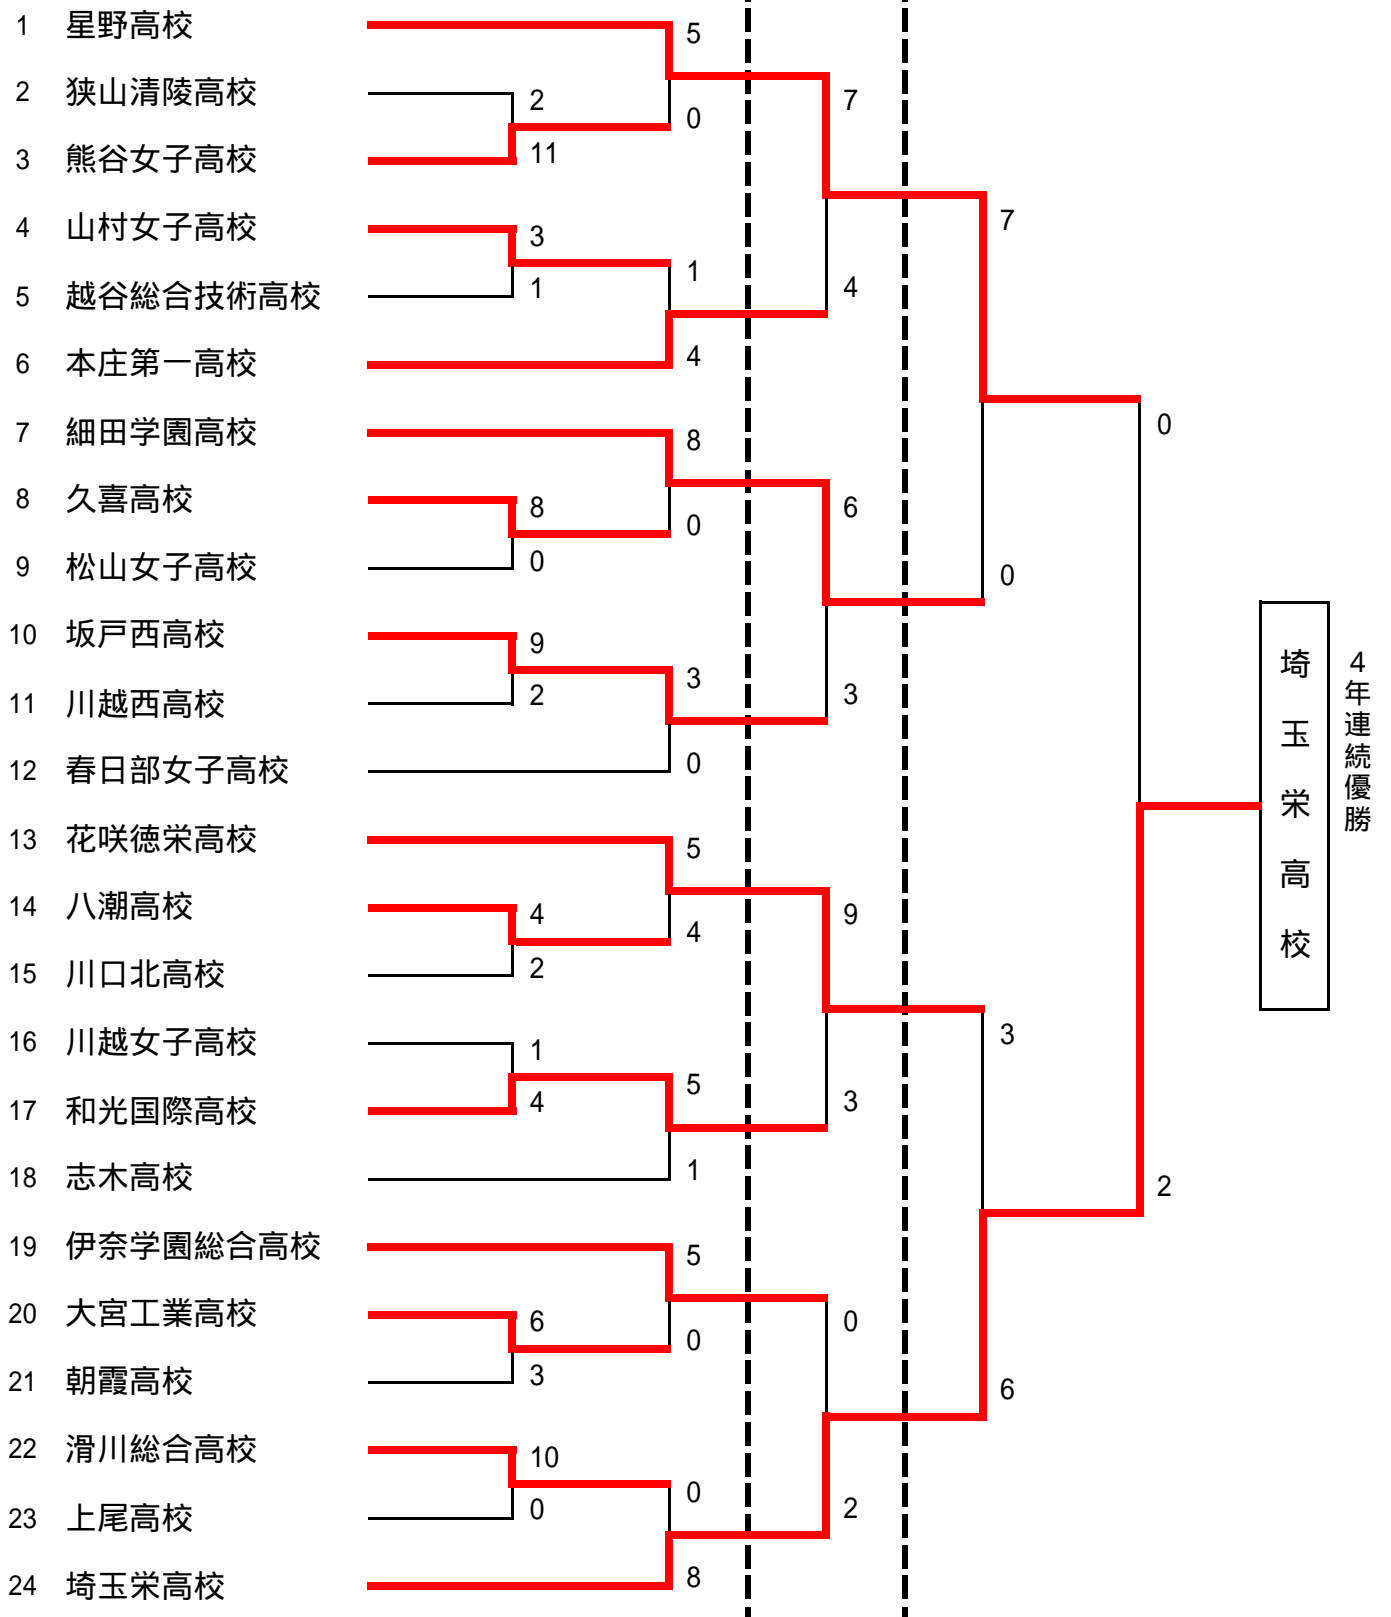 1 星野高校
2 狭山清陵高校
3 熊谷女子高校
4 山村女子高校
5 越谷総合技術高校
6 本庄第一高校
7 細田学園高校
8 久喜高校
9 松山女子高校
10 坂戸西高校
11 川越西高校
12 春日部女子高校
13 花咲徳栄高校
14 八潮高校
15 川口北高校
16 川越女子高校
17 和光国際高校
18 志木高校
19 伊奈学園総合高校
20 大宮工業高校
21 朝霞高校
22 滑川総合高校
23 上尾高校
24 埼玉栄高校
2
11
3
1
8
0
9
2
4
2
1
4
6
3
10
0
5
0
1
4
8
0
3
0
5
4
5
1
5
0
0
8
7
4
6
3
9
3
0
2
7
0
3
6
0
2
埼玉栄高校
4年連続優勝